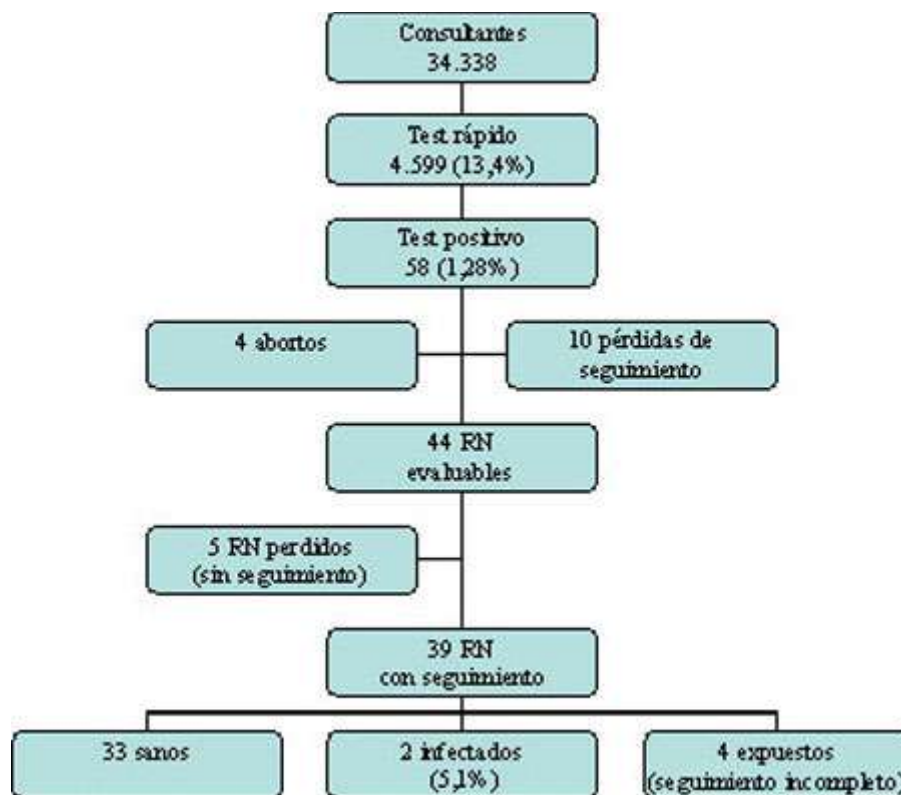 Consultantes
34.338
Test rápido
4.599 (13,4%)
Test positivo
58 (1,28%)
4 abortos
10 pérdidas de
seguimiento
44 RN
evaluables
5 RN perdidos
(sin seguimiento)
39 RN
con seguimiento
33 sanos
2 infectados
(5,1%)
4 expuestos
(seguimiento incompleto)